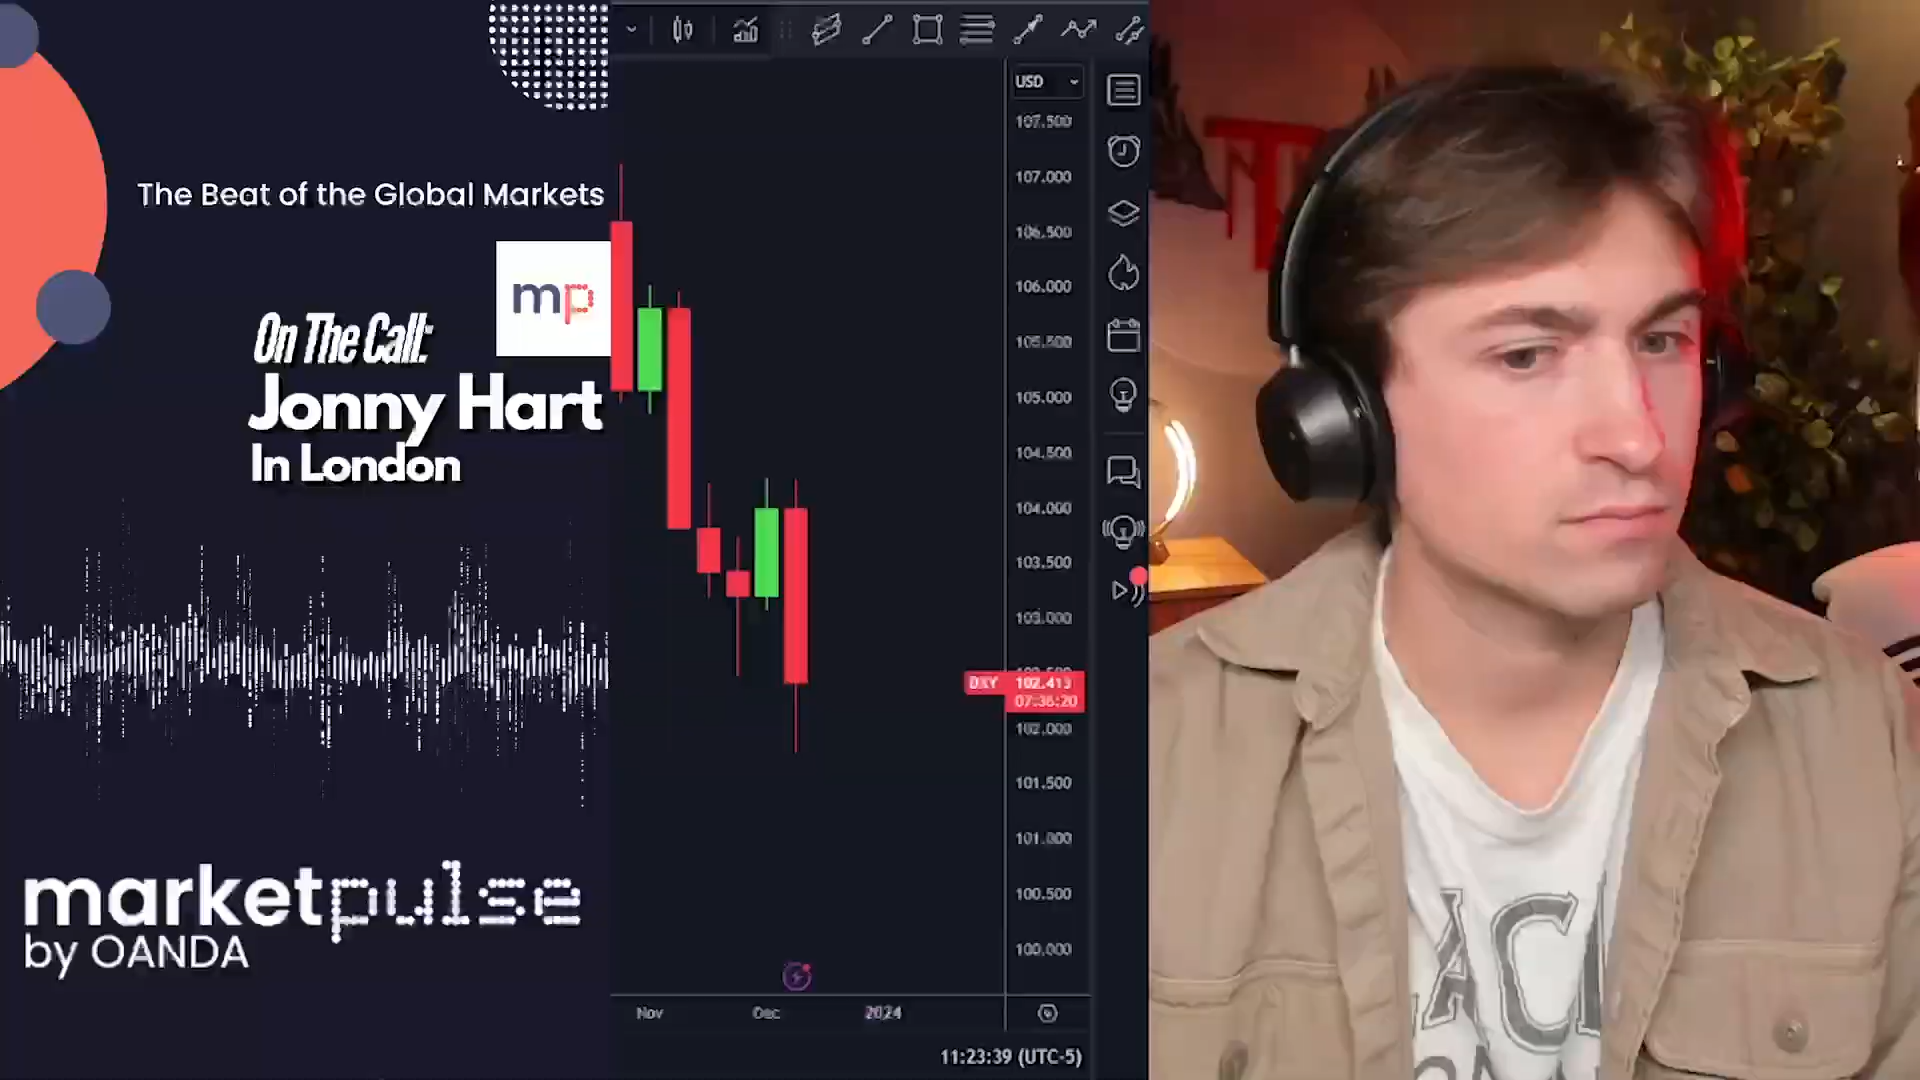 The Beat of the Global Markets
mp
On The Call:
Jonny Hart
In London
marketpulse
by OANDA
USD
107.500
107.000
106.500
106.000
105.500
105.000
104.500
104.000
103.500
103.000
DXY 102.413
07:36:20
102.000
101.500
101.000
100.500
100.000
Nov Dec 2024
11:23:39 (UTC-5)